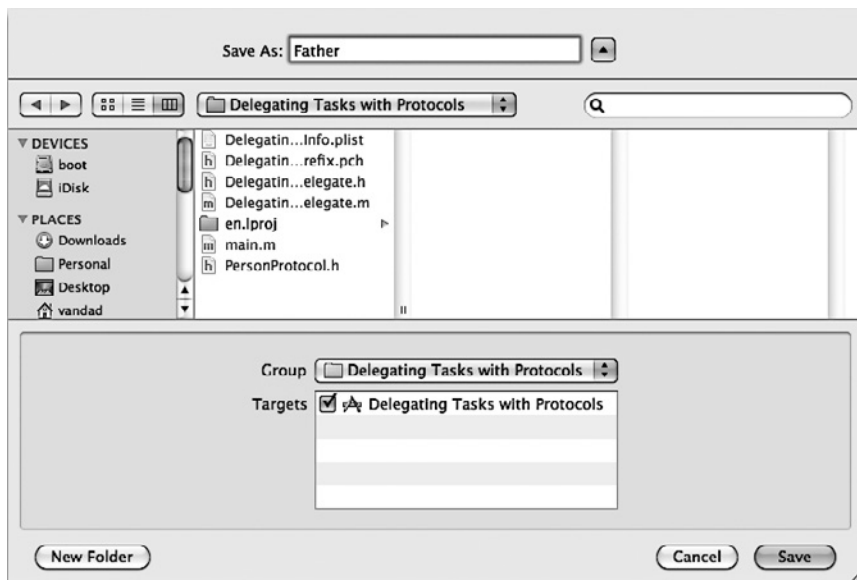 Save As: Father
Delegating Tasks with Protocols
DEVICES
boot
iDisk
PLACES
Downloads
Personal
Desktop
vandad
Delegatin...Info.plist
Delegatin...refix.pch
Delegatin...elegate.h
Delegatin...elegate.m
en.lproj
main.m
PersonProtocol.h
Group Delegating Tasks with Protocols
Targets Delegating Tasks with Protocols
New Folder Cancel Save